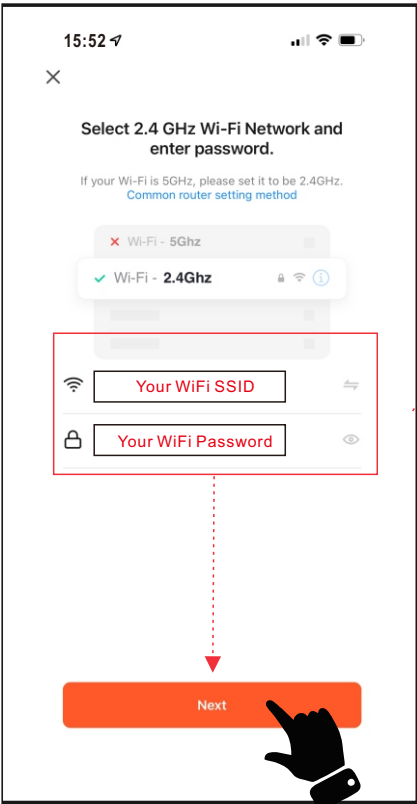 15:52
Select 2.4 GHz Wi-Fi Network and
enter password.
If your Wi-Fi is 5GHz, please set it to be 2.4GHz.
Common router setting method
Wi-Fi - 5Ghz
Wi-Fi - 2.4Ghz
Your WiFi SSID
Your WiFi Password
Next